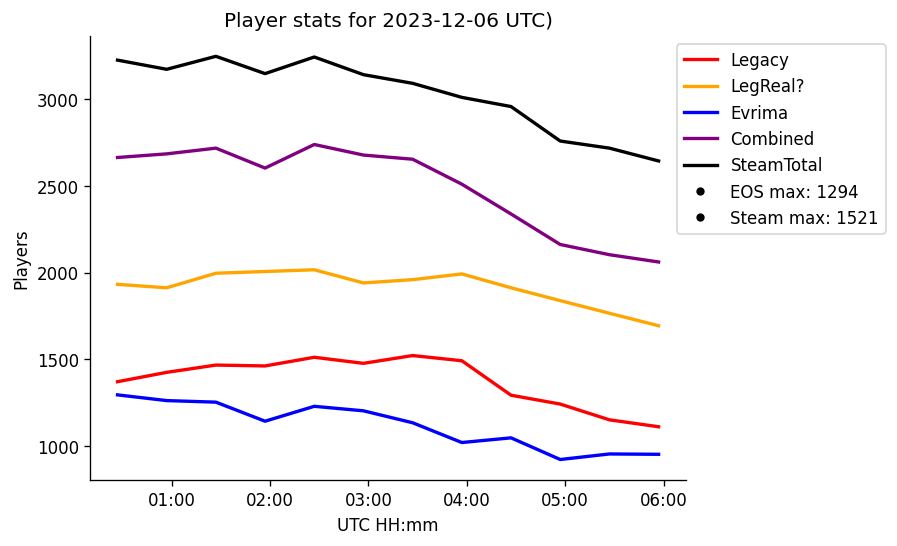 Player stats for 2023-12-06 UTC)
Players
3000
2500
2000
1500
1000
01:00
02:00
03:00
04:00
05:00
06:00
UTC HH:mm
Legacy
LegReal?
Evrima
Combined
SteamTotal
EOS max: 1294
Steam max: 1521